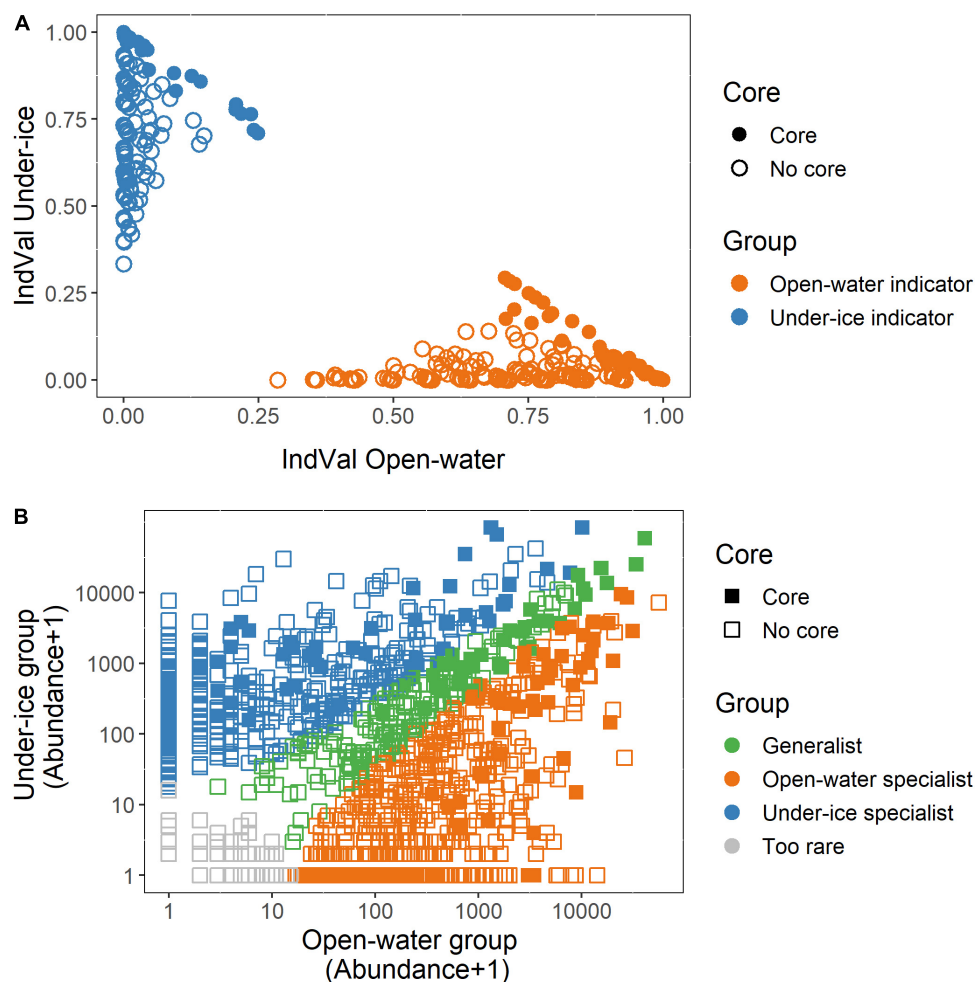 A
1.00
0.75
0.50
0.25
0.00
IndVal Under-ice
0.00 0.25 0.50 0.75 1.00
IndVal Open-water
Core
Core
No core
Group
Open-water indicator
Under-ice indicator
B
10000
1000
100
10
1
Under-ice group
(Abundance+1)
1 10 100 1000 10000
Open-water group
(Abundance+1)
Core
Core
No core
Group
Generalist
Open-water specialist
Under-ice specialist
Too rare